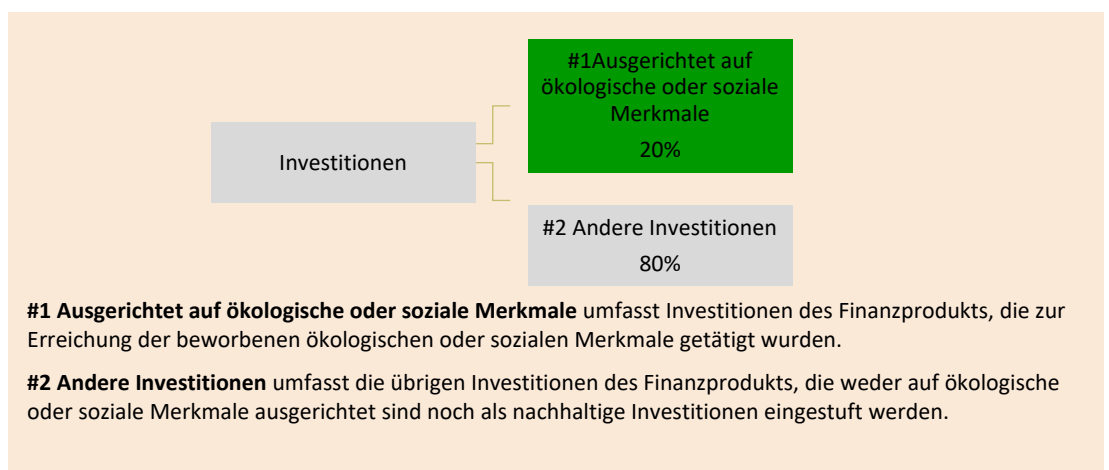 #1Ausgerichtet auf
ökologische oder soziale
Merkmale
20%
Investitionen
#2 Andere Investitionen
80%
#1 Ausgerichtet auf ökologische oder soziale Merkmale umfasst Investitionen des Finanzprodukts, die zur
Erreichung der beworbenen ökologischen oder sozialen Merkmale getätigt wurden.
#2 Andere Investitionen umfasst die übrigen Investitionen des Finanzprodukts, die weder auf ökologische
oder soziale Merkmale ausgerichtet sind noch als nachhaltige Investitionen eingestuft werden.